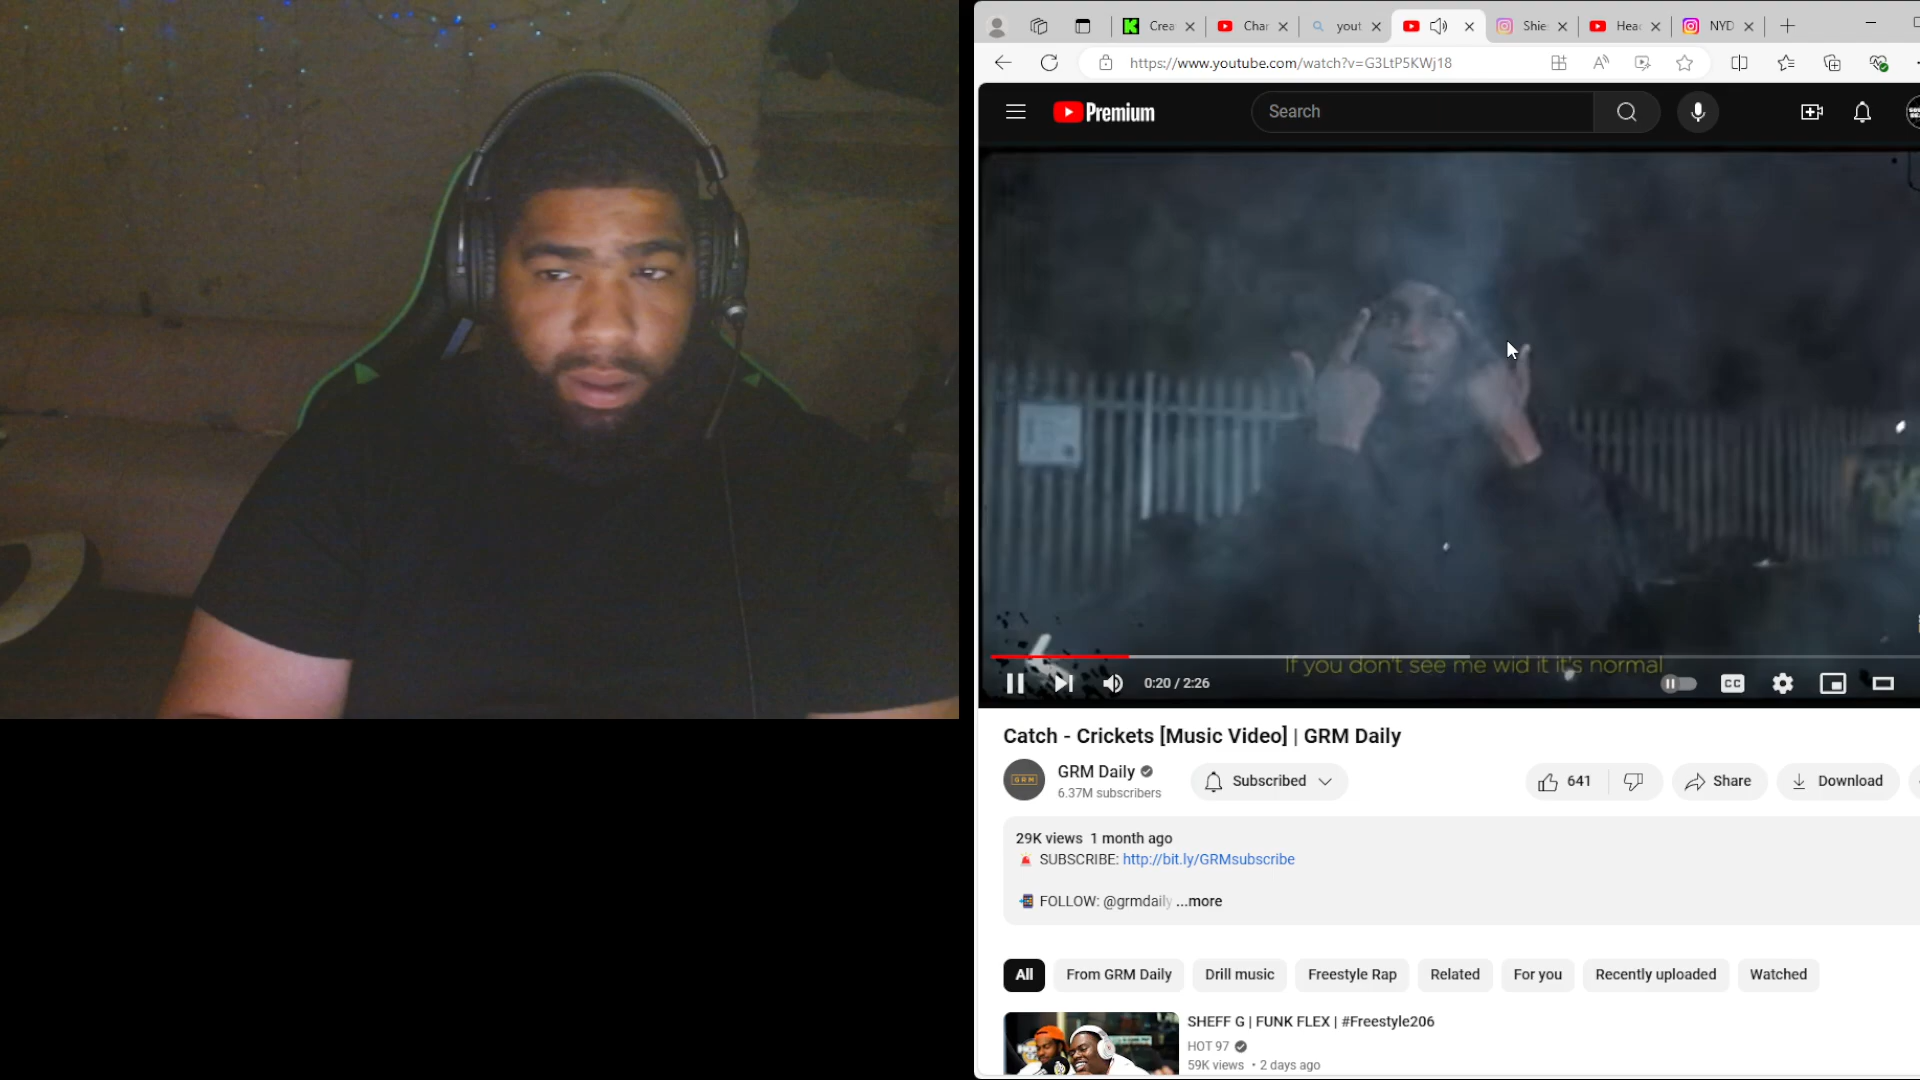 Crea
Char
yout
Shie
Hea
NYD
https://www.youtube.com/watch?v=G3LtP5KWj18
Premium
Search
If you don't see me wid it it's normal
0:20 / 2:26
CC
Catch - Crickets [Music Video] | GRM Daily
GRM
GRM Daily
6.37M subscribers
Subscribed
641
Share
Download
29K views 1 month ago
🚨 SUBSCRIBE: http://bit.ly/GRMsubscribe
📲 FOLLOW: @grmdaily ...more
All
From GRM Daily
Drill music
Freestyle Rap
Related
For you
Recently uploaded
Watched
SHEFF G | FUNK FLEX | #Freestyle206
HOT 97
59K views • 2 days ago